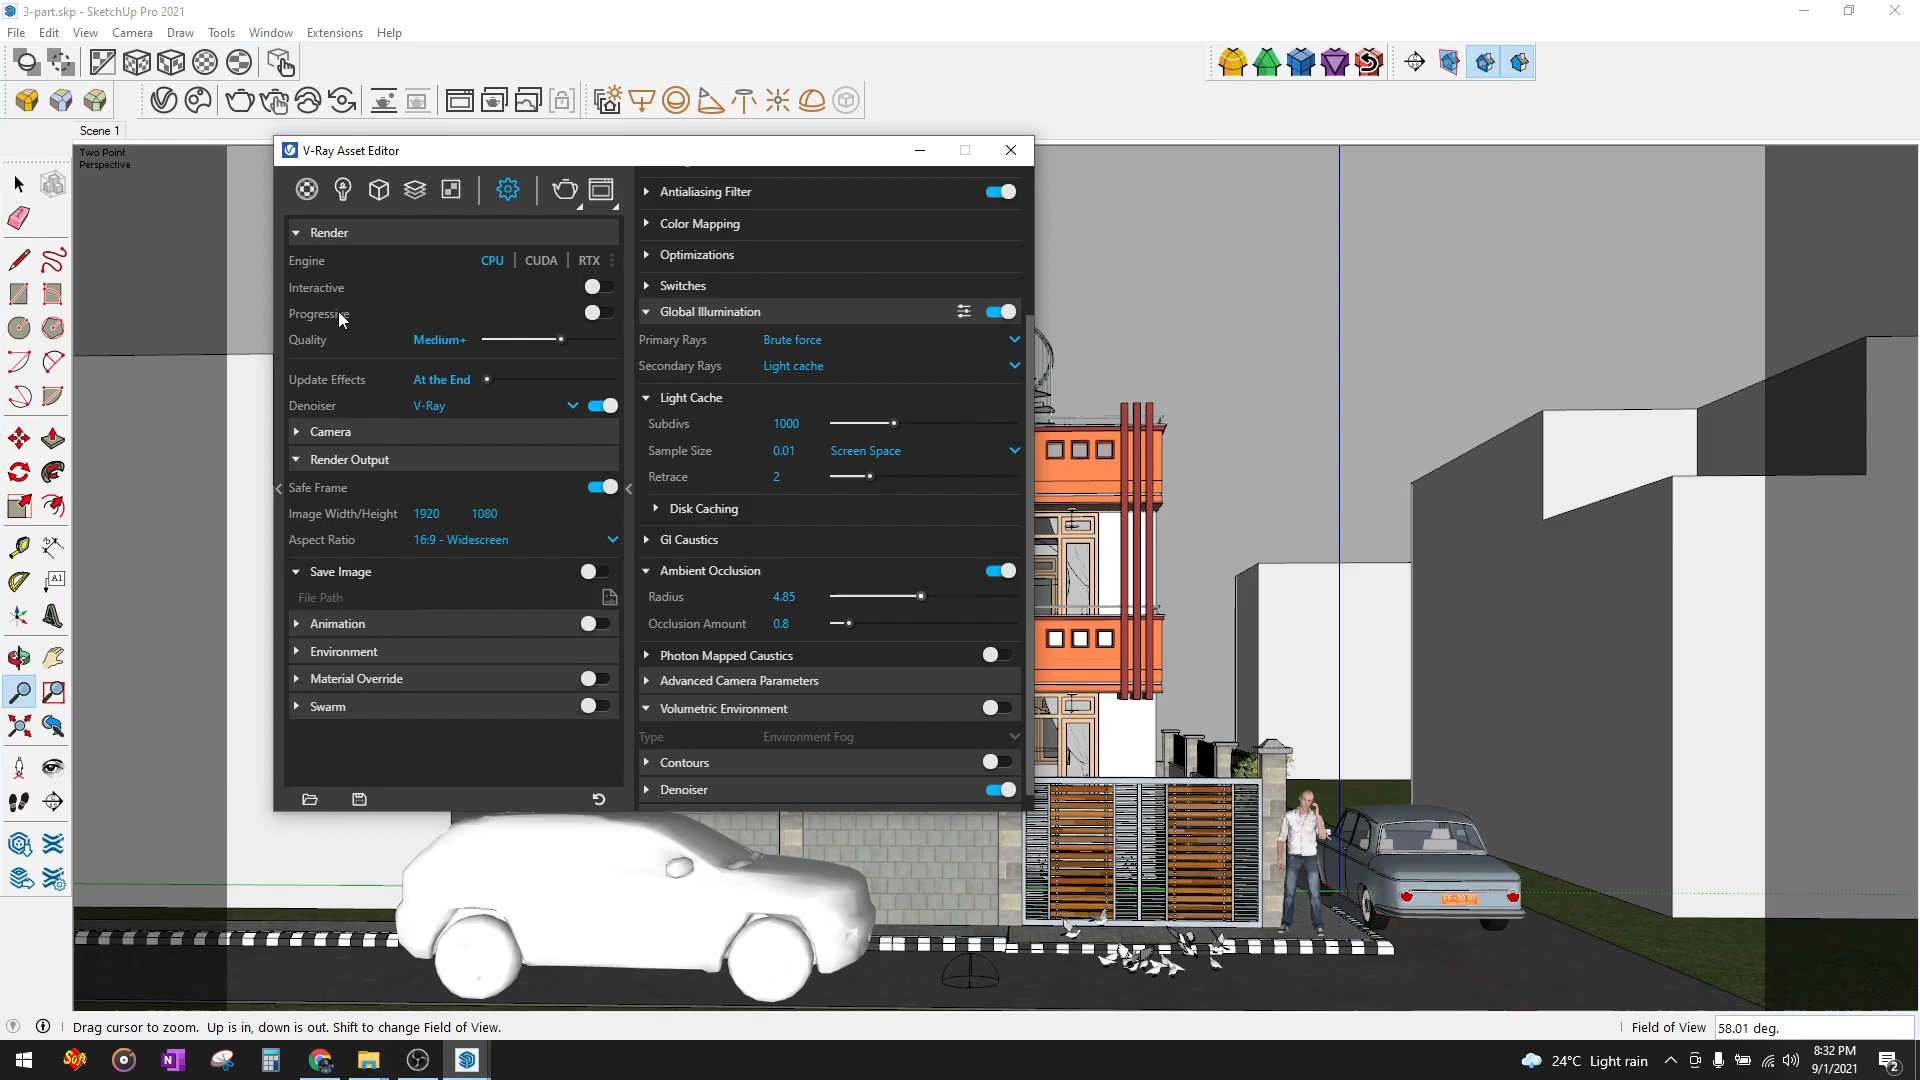 3-part.skp - SketchUp Pro 2021
File Edit View Camera Draw Tools Window Extensions Help
Scene 1
Two Point
Perspective
V-Ray Asset Editor
Render
Engine CPU CUDA RTX
Interactive
Progressive
Quality Medium+
Update Effects At the End
Denoiser V-Ray
Camera
Render Output
Safe Frame
Image Width/Height 1920 1080
Aspect Ratio 16:9 - Widescreen
Save Image
File Path
Animation
Environment
Material Override
Swarm
Antialiasing Filter
Color Mapping
Optimizations
Switches
Global Illumination
Primary Rays Brute force
Secondary Rays Light cache
Light Cache
Subdivs 1000
Sample Size 0.01 Screen Space
Retrace 2
Disk Caching
GI Caustics
Ambient Occlusion
Radius 4.85
Occlusion Amount 0.8
Photon Mapped Caustics
Advanced Camera Parameters
Volumetric Environment
Type Environment Fog
Contours
Denoiser
A1
FF-20 07
Drag cursor to zoom. Up is in, down is out. Shift to change Field of View.
Field of View 58.01 deg.
Soft
24°C Light rain
8:32 PM
9/1/2021
2